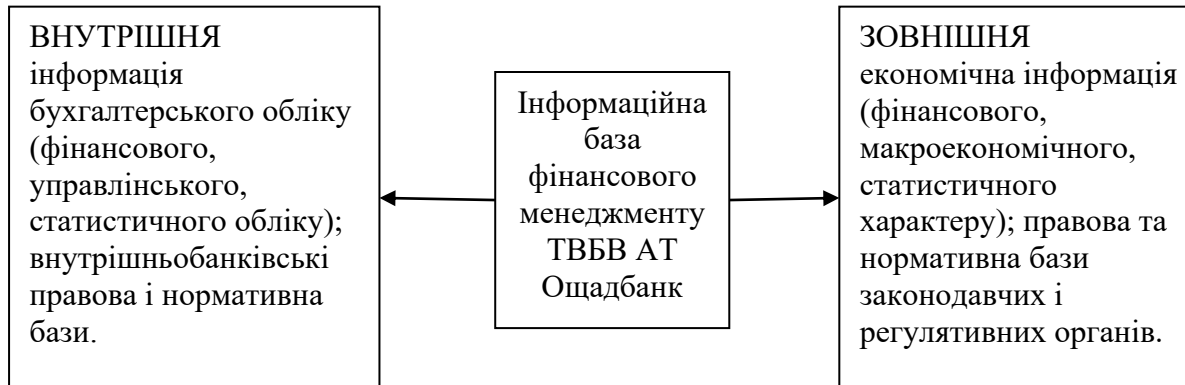 ВНУТРІШНЯ
інформація
бухгалтерського обліку
(фінансового,
управлінського,
статистичного обліку);
внутрішньобанківські
правова і нормативна
бази.
Інформаційна
база
фінансового
менеджменту
ТВБВ АТ
Ощадбанк
ЗОВНІШНЯ
економічна інформація
(фінансового,
макроекономічного,
статистичного
характеру); правова та
нормативна бази
законодавчих і
регулятивних органів.